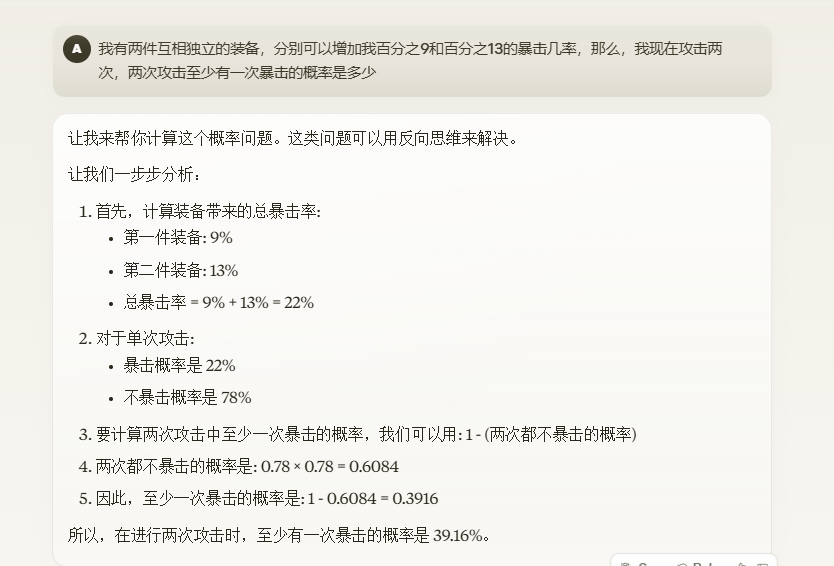 A
我有两件互相独立的装备，分别可以增加我百分之9和百分之13的暴击几率，那么，我现在攻击两
次，两次攻击至少有一次暴击的概率是多少
让我来帮你计算这个概率问题。这类问题可以用反向思维来解决。
让我们一步步分析：
1. 首先，计算装备带来的总暴击率:
• 第一件装备: 9%
• 第二件装备: 13%
• 总暴击率 = 9% + 13% = 22%
2. 对于单次攻击:
• 暴击概率是 22%
• 不暴击概率是 78%
3. 要计算两次攻击中至少一次暴击的概率，我们可以用: 1 - (两次都不暴击的概率)
4. 两次都不暴击的概率是: 0.78 × 0.78 = 0.6084
5. 因此，至少一次暴击的概率是: 1 - 0.6084 = 0.3916
所以，在进行两次攻击时，至少有一次暴击的概率是 39.16%。